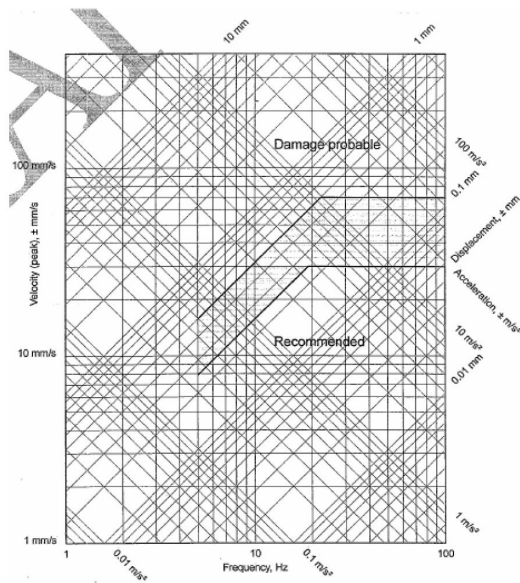 10 mm
1 mm
Damage probable
100 m/s²
100 mm/s
0.1 mm
Displacement, ± mm
Velocity (peak), ± mm/s
Acceleration, ± m/s²
Recommended
10 m/s²
10 mm/s
0.01 mm
1 m/s²
1 mm/s
1
10
100
0.01 m/s²
Frequency, Hz
0.1 m/s²